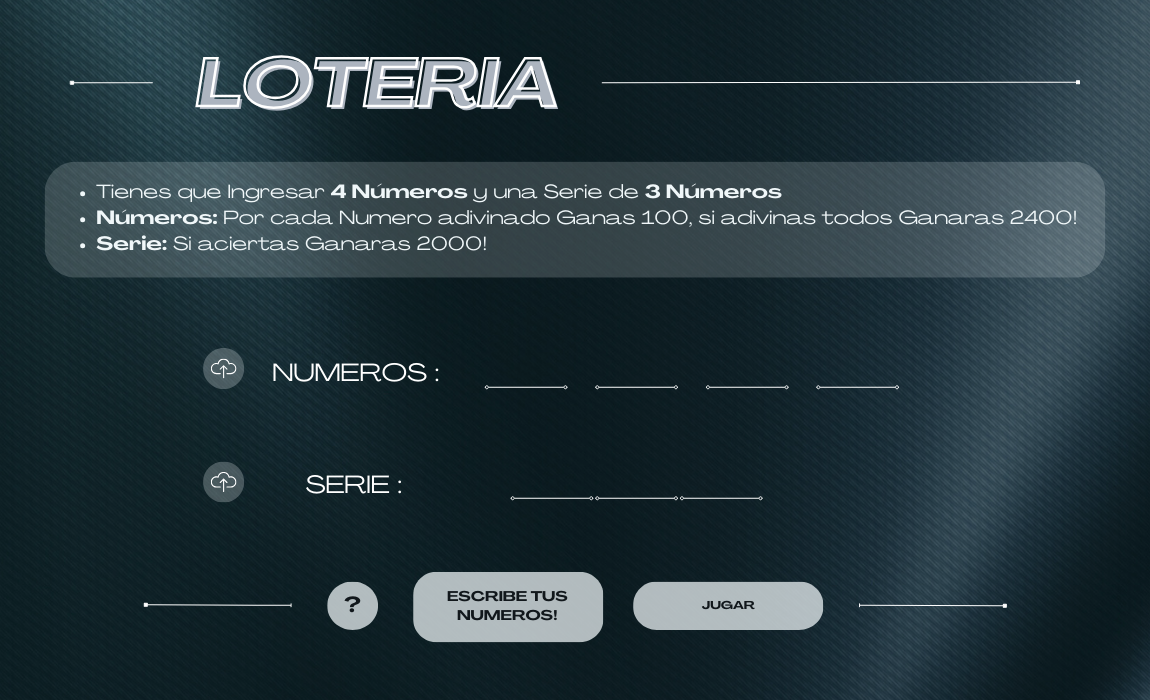 LOTERIA
• Tienes que Ingresar 4 Números y una Serie de 3 Números
• Números: Por cada Numero adivinado Ganas 100, si adivinas todos Ganaras 2400!
• Serie: Si aciertas Ganaras 2000!
NUMEROS :
SERIE :
?
ESCRIBE TUS
NUMEROS!
JUGAR